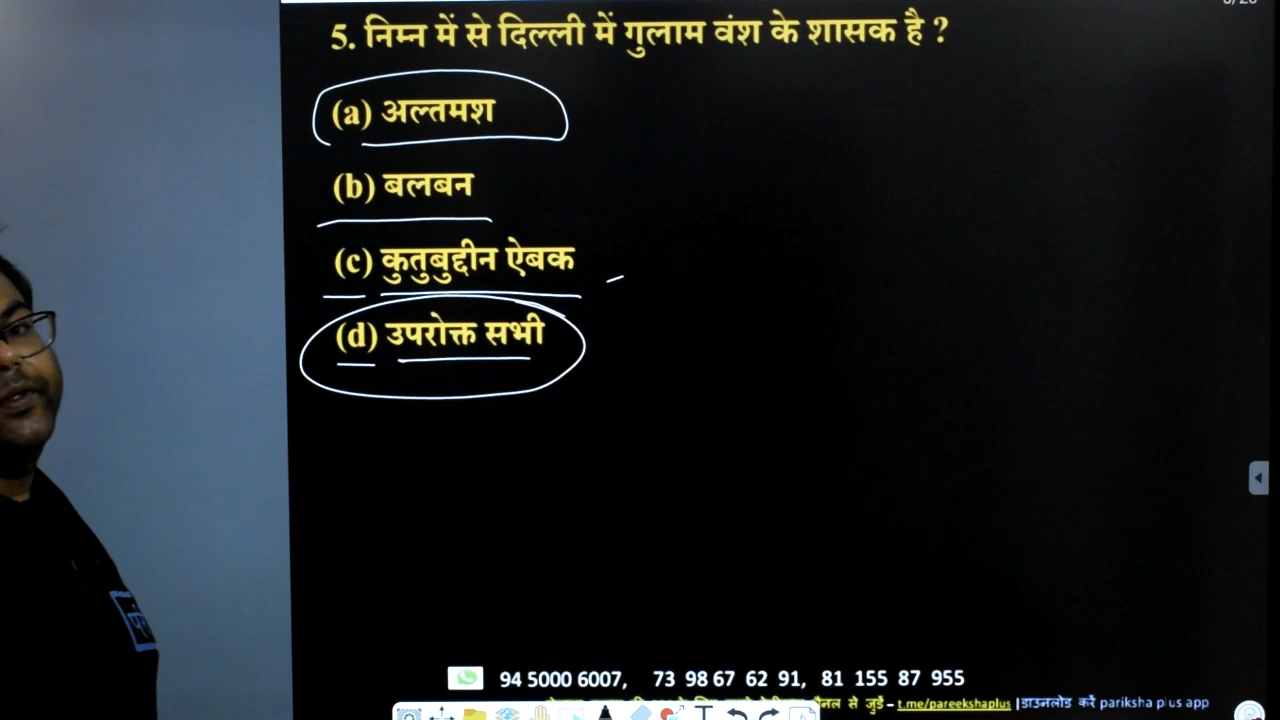 5. निम्न में से दिल्ली में गुलाम वंश के शासक है ?
(a) अल्तमश
(b) बलबन
(c) कुतुबुद्दीन ऐबक
(d) उपरोक्त सभी
94 5000 6007, 73 98 67 62 91, 81 155 87 955
से जुडें – t.me/pareekshaplus | डाउनलोड करें pariksha plus app